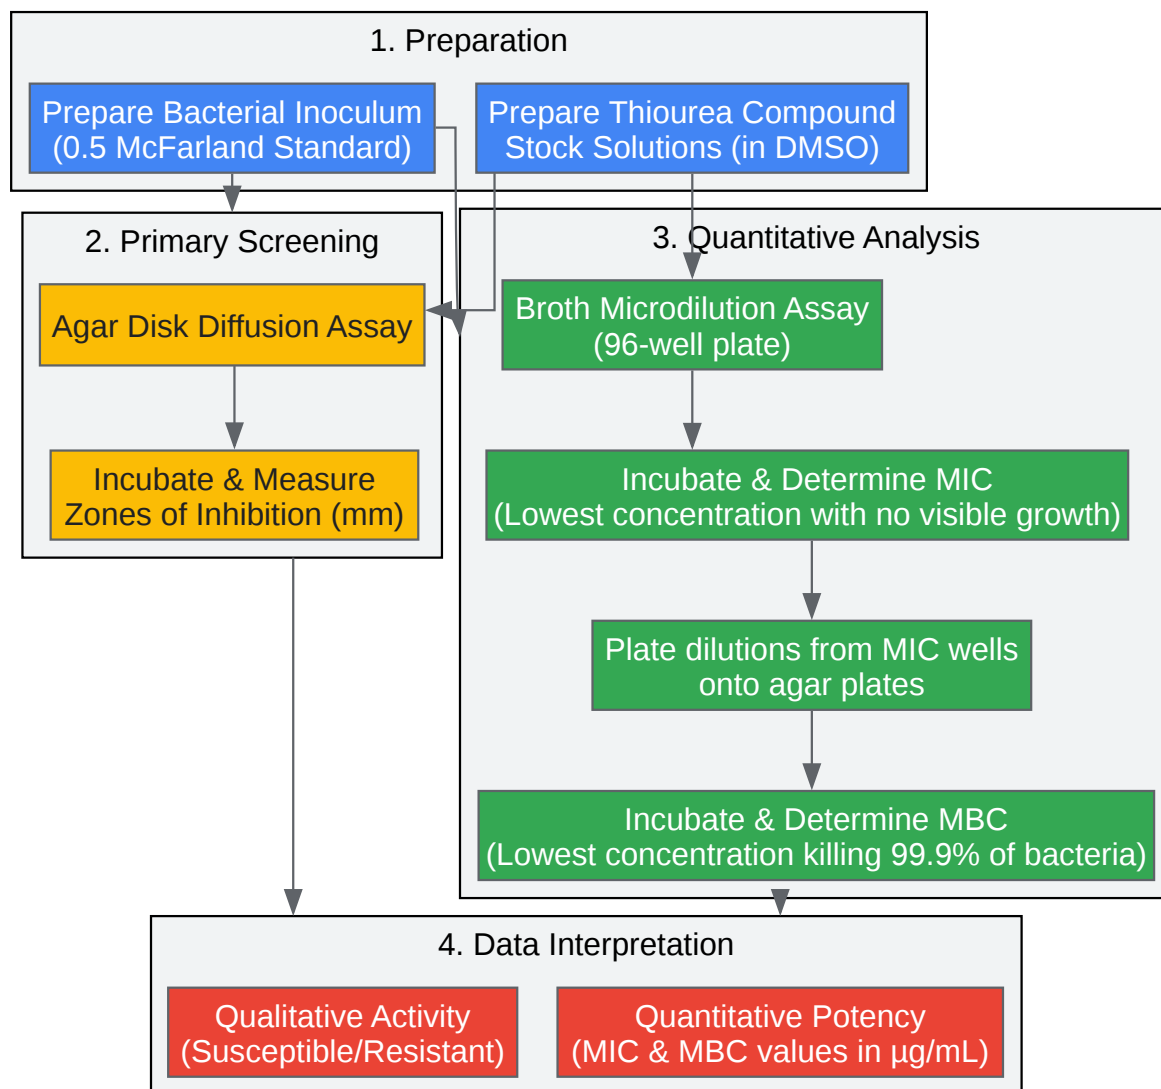 1. Preparation
Prepare Bacterial Inoculum
(0.5 McFarland Standard)
Prepare Thiourea Compound
Stock Solutions (in DMSO)
2. Primary Screening
Agar Disk Diffusion Assay
Incubate & Measure
Zones of Inhibition (mm)
3. Quantitative Analysis
Broth Microdilution Assay
(96-well plate)
Incubate & Determine MIC
(Lowest concentration with no visible growth)
Plate dilutions from MIC wells
onto agar plates
Incubate & Determine MBC
(Lowest concentration killing 99.9% of bacteria)
4. Data Interpretation
Qualitative Activity
(Susceptible/Resistant)
Quantitative Potency
(MIC & MBC values in µg/mL)